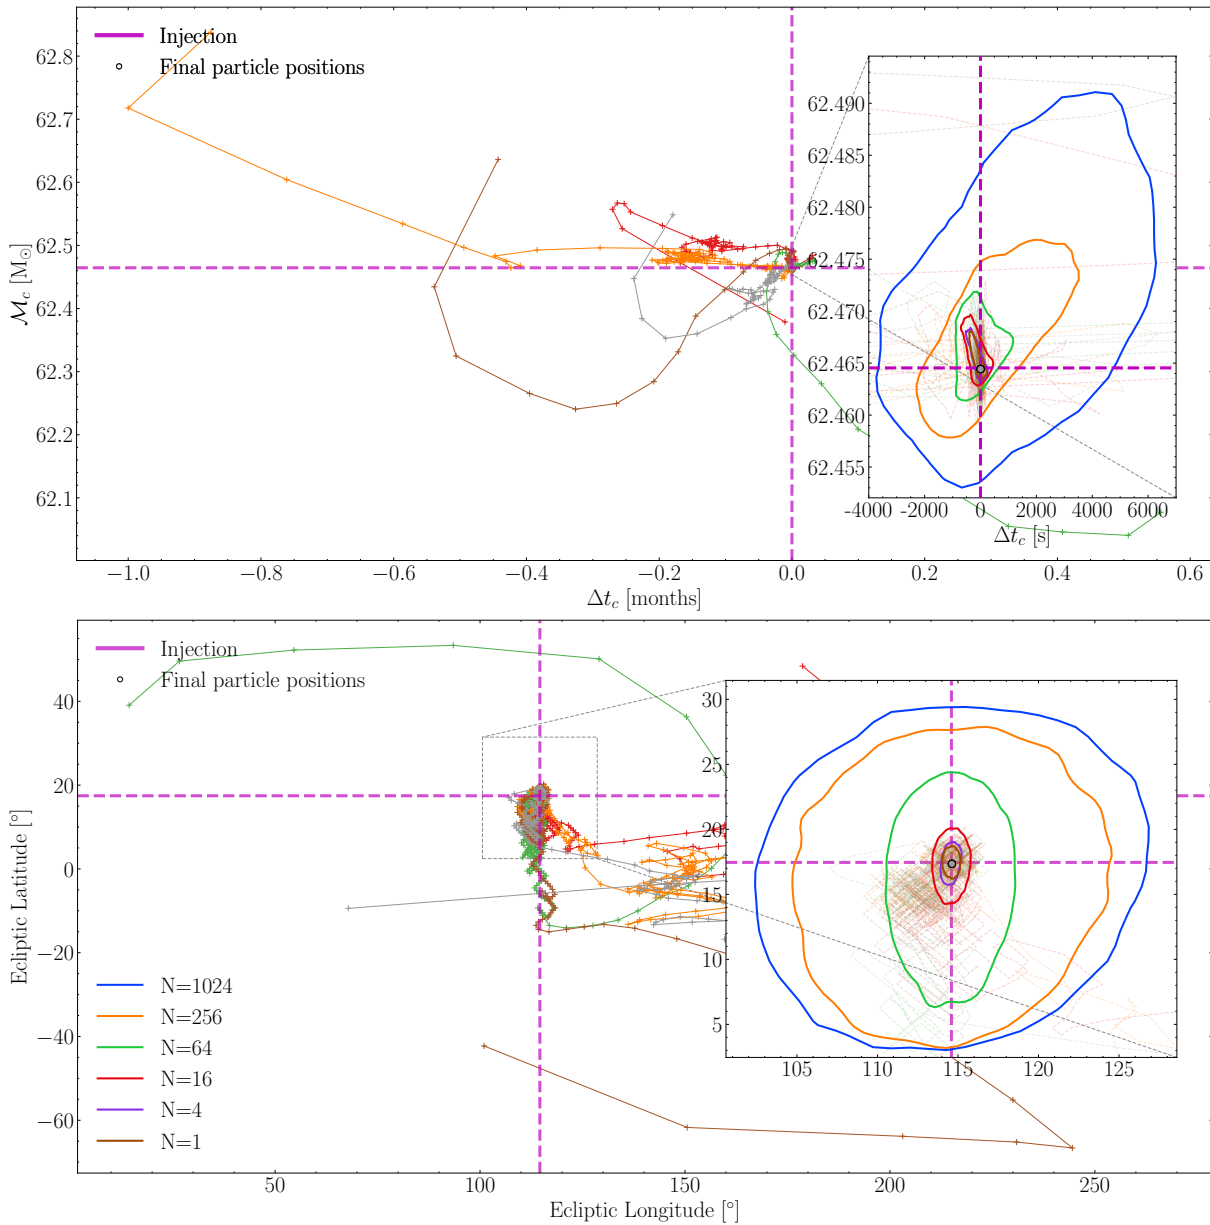 Injection
Final particle positions
62.8
62.7
62.6
62.5
62.4
62.3
62.2
62.1
ℳc [M⊙]
−1.0 −0.8 −0.6 −0.4 −0.2 0.0 0.2 0.4 0.6
Δtc [months]
62.490
62.485
62.480
62.475
62.470
62.465
62.460
62.455
-4000 -2000 0 2000 4000 6000
Δtc [s]
Injection
Final particle positions
40
20
0
−20
−40
−60
Ecliptic Latitude [°]
N=1024
N=256
N=64
N=16
N=4
N=1
50 100 150 200 250
Ecliptic Longitude [°]
30
25
20
15
10
5
105 110 115 120 125